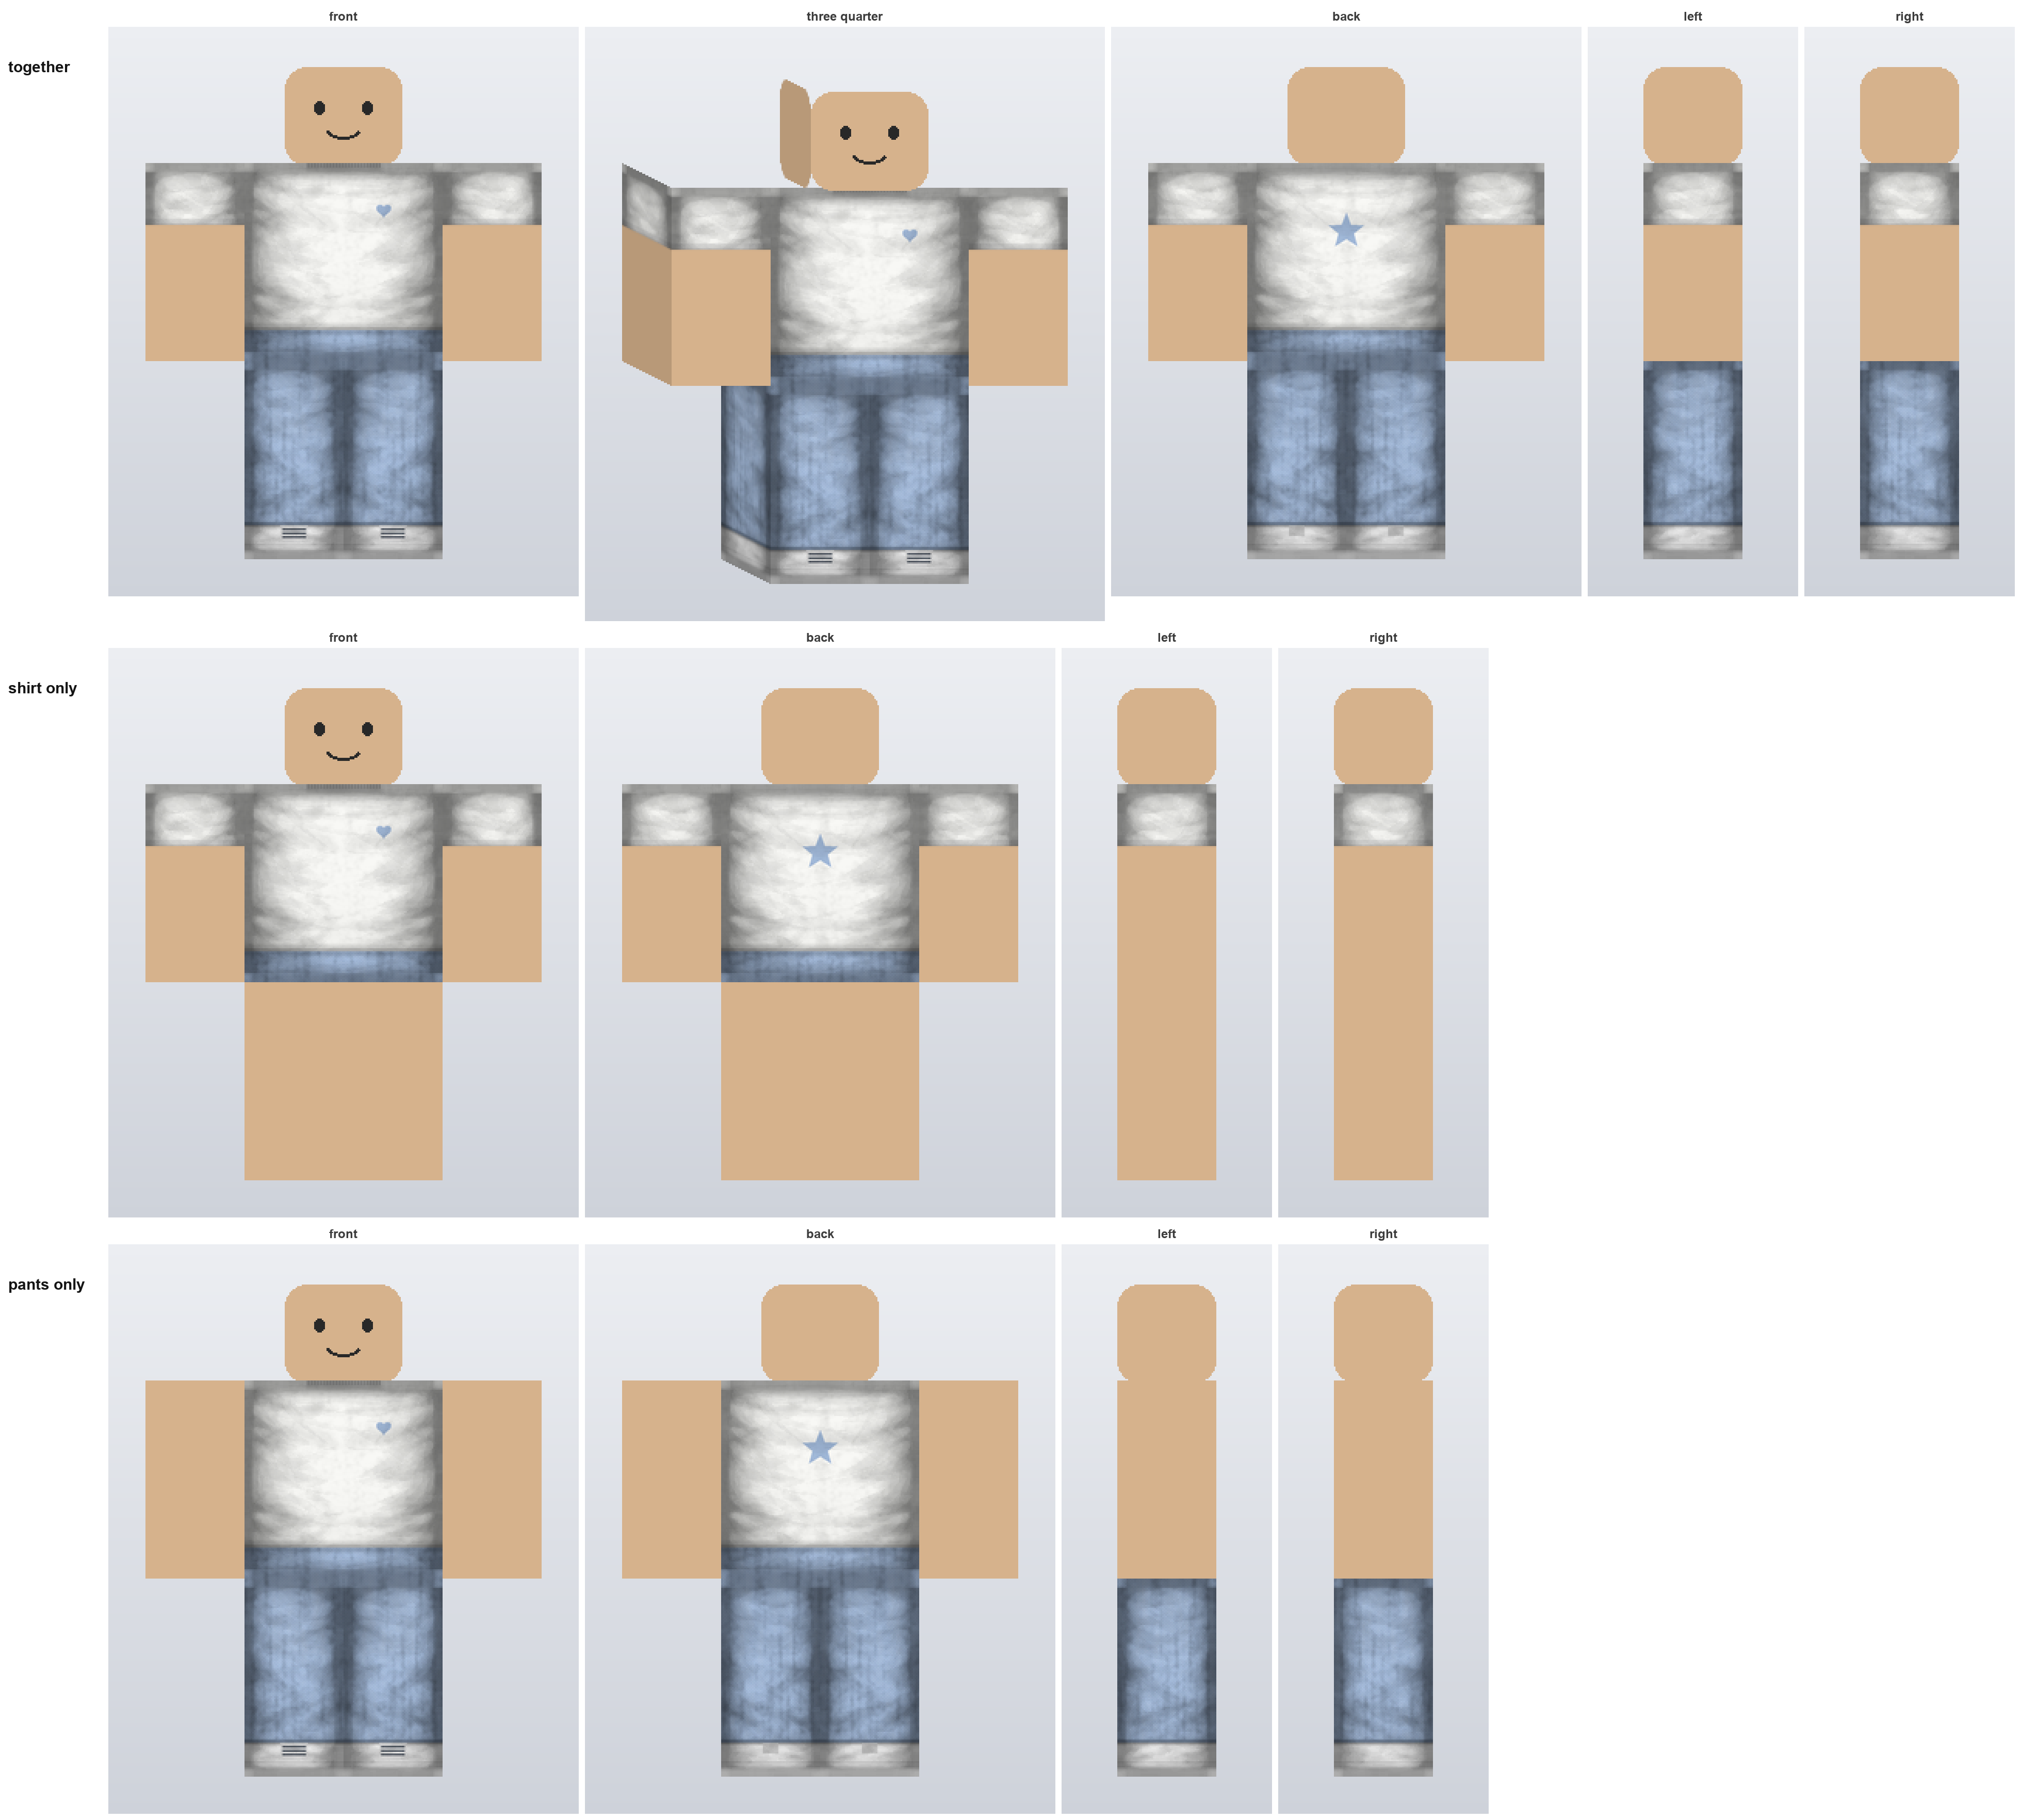 front three quarter back left right
together
front back left right
shirt only
front back left right
pants only